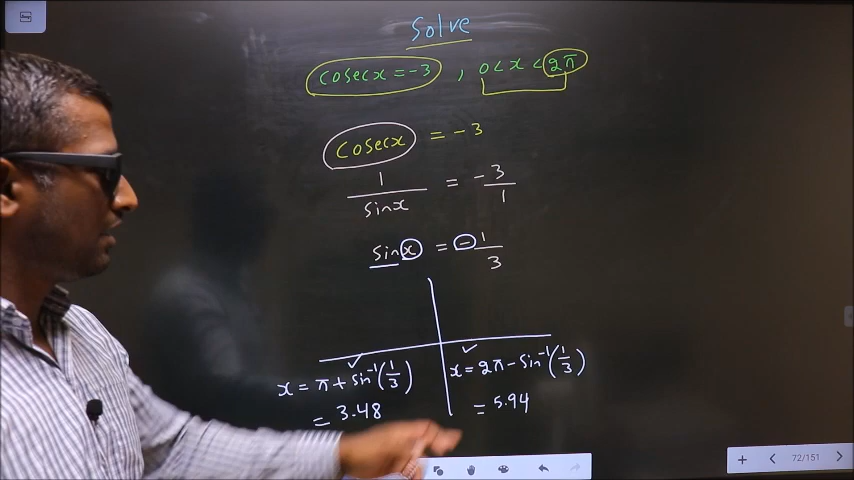 Solve
cosecx = -3 , 0 < x < 2π
cosecx = -3
1/sinx = -3/1
sinx = -1/3
x = π + sin⁻¹(1/3)
= 3.48
x = 2π - sin⁻¹(1/3)
= 5.94
72/151